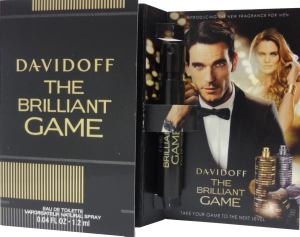 DAVIDOFF
THE
BRILLIANT
GAME
EAU DE TOILETTE
VAPORISATEUR NATURAL SPRAY
0.04 FL.OZ - 1.2 ml
INTRODUCING THE NEW FRAGRANCE FOR MEN
THE
BRILLIANT
GAME
DAVIDOFF
THE
BRILLIANT
GAME
TAKE YOUR GAME TO THE NEXT LEVEL